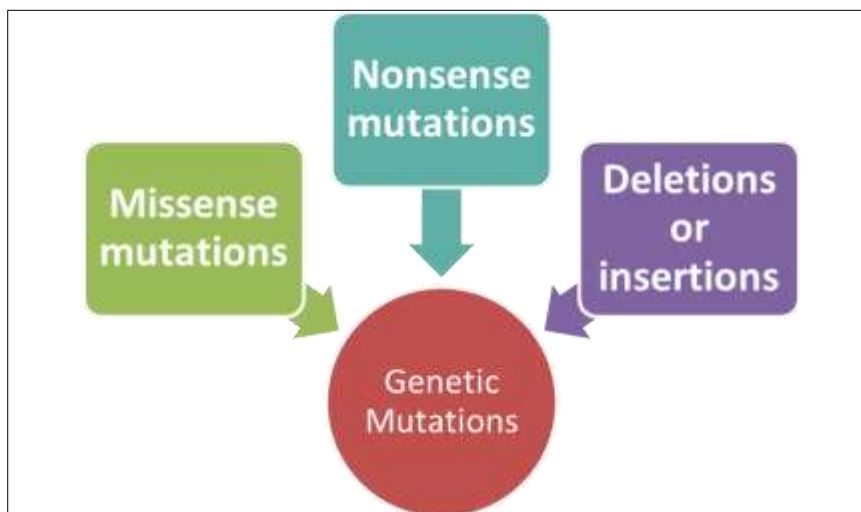 Nonsense
mutations
Missense
mutations
Deletions
or
insertions
Genetic
Mutations